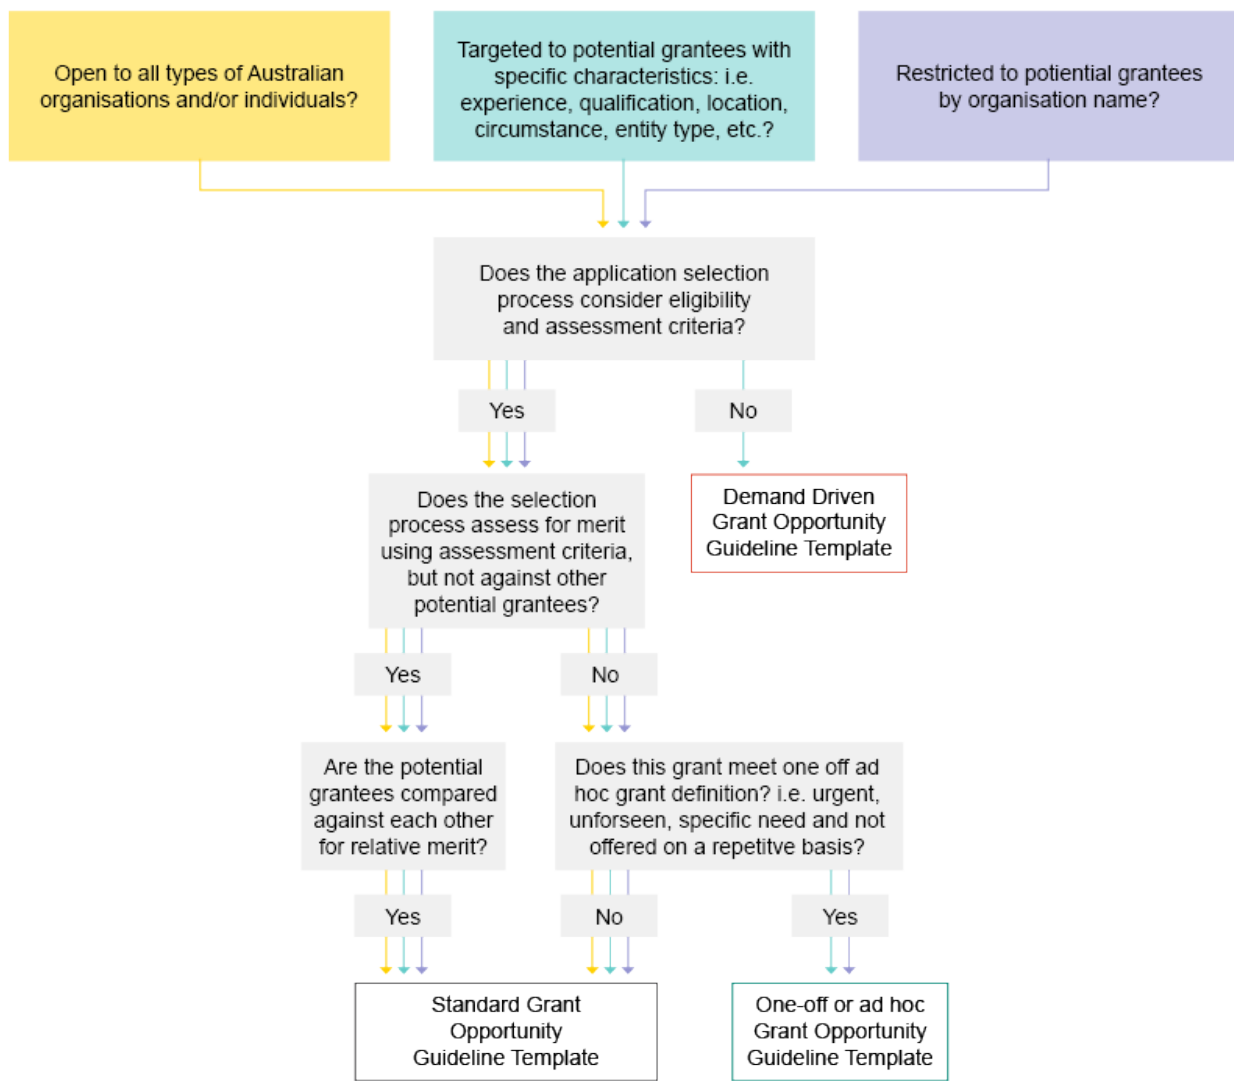 Open to all types of Australian
organisations and/or individuals?
Targeted to potential grantees with
specific characteristics: i.e.
experience, qualification, location,
circumstance, entity type, etc.?
Restricted to potiential grantees
by organisation name?
Does the application selection
process consider eligibility
and assessment criteria?
Yes
No
Does the selection
process assess for merit
using assessment criteria,
but not against other
potential grantees?
Demand Driven
Grant Opportunity
Guideline Template
Yes
No
Are the potential
grantees compared
against each other
for relative merit?
Does this grant meet one off ad
hoc grant definition? i.e. urgent,
unforseen, specific need and not
offered on a repetitve basis?
Yes
No
Yes
Standard Grant
Opportunity
Guideline Template
One-off or ad hoc
Grant Opportunity
Guideline Template